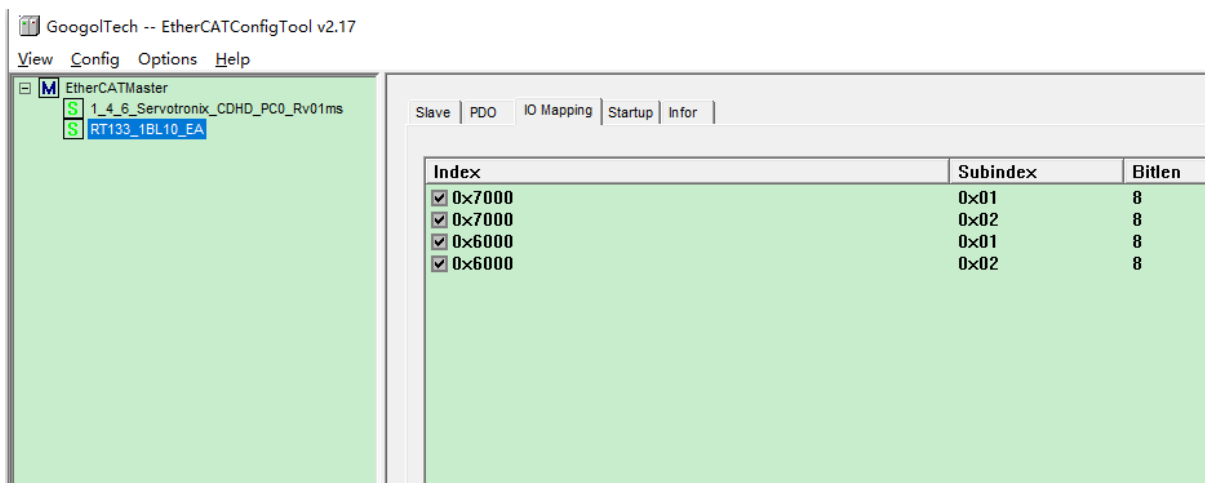 GoogolTech -- EtherCATConfigTool v2.17
View Config Options Help
M EtherCATMaster
S 1_4_6_Servotronix_CDHD_PC0_Rv01ms
S RT133_1BL10_EA
Slave PDO IO Mapping Startup Infor
Index Subindex Bitlen
0x7000 0x01 8
0x7000 0x02 8
0x6000 0x01 8
0x6000 0x02 8